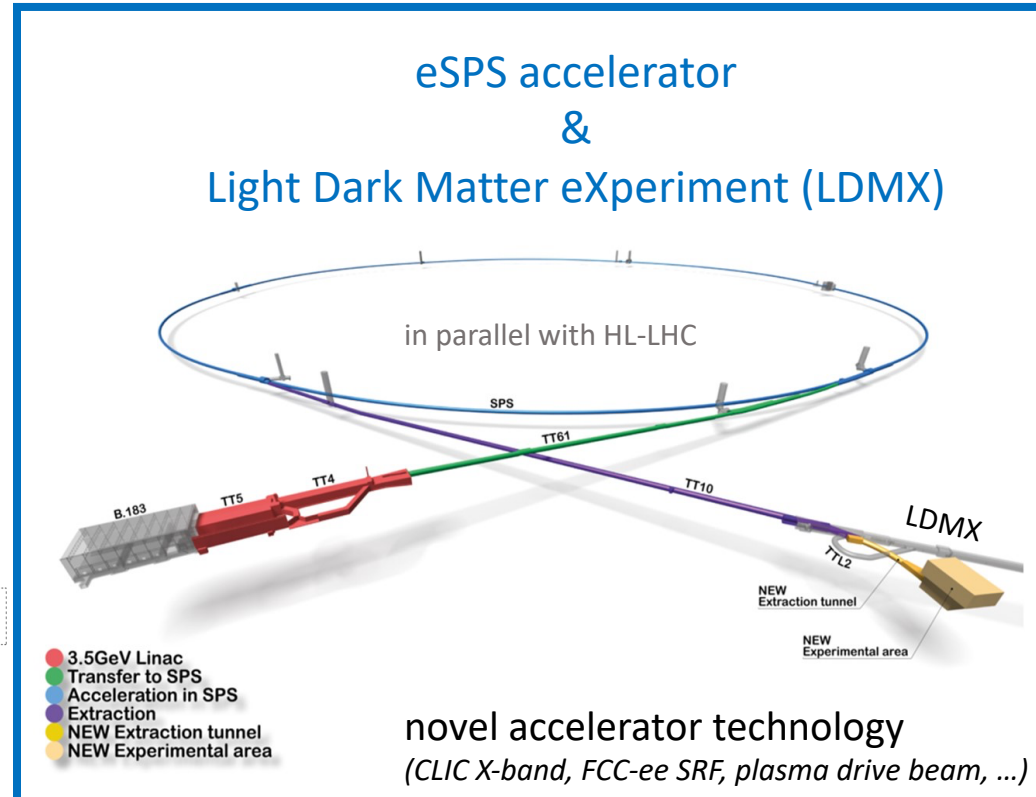 eSPS accelerator
&
Light Dark Matter eXperiment (LDMX)
in parallel with HL-LHC
SPS
TT61
TT4
TT5
B.183
TT10
LDMX
TTL2
NEW
Extraction tunnel
NEW
Experimental area
3.5GeV Linac
Transfer to SPS
Acceleration in SPS
Extraction
NEW Extraction tunnel
NEW Experimental area
novel accelerator technology
(CLIC X-band, FCC-ee SRF, plasma drive beam, ...)